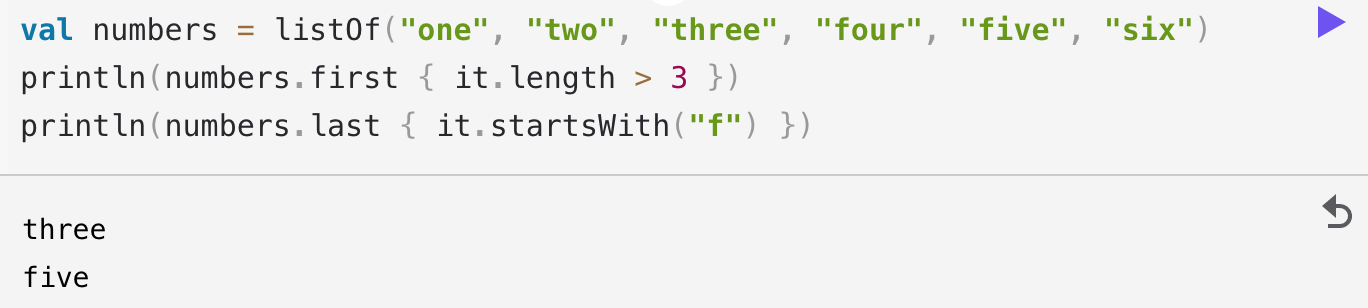 val numbers = listOf("one", "two", "three", "four", "five", "six")
println(numbers.first { it.length > 3 })
println(numbers.last { it.startsWith("f") })
three
five